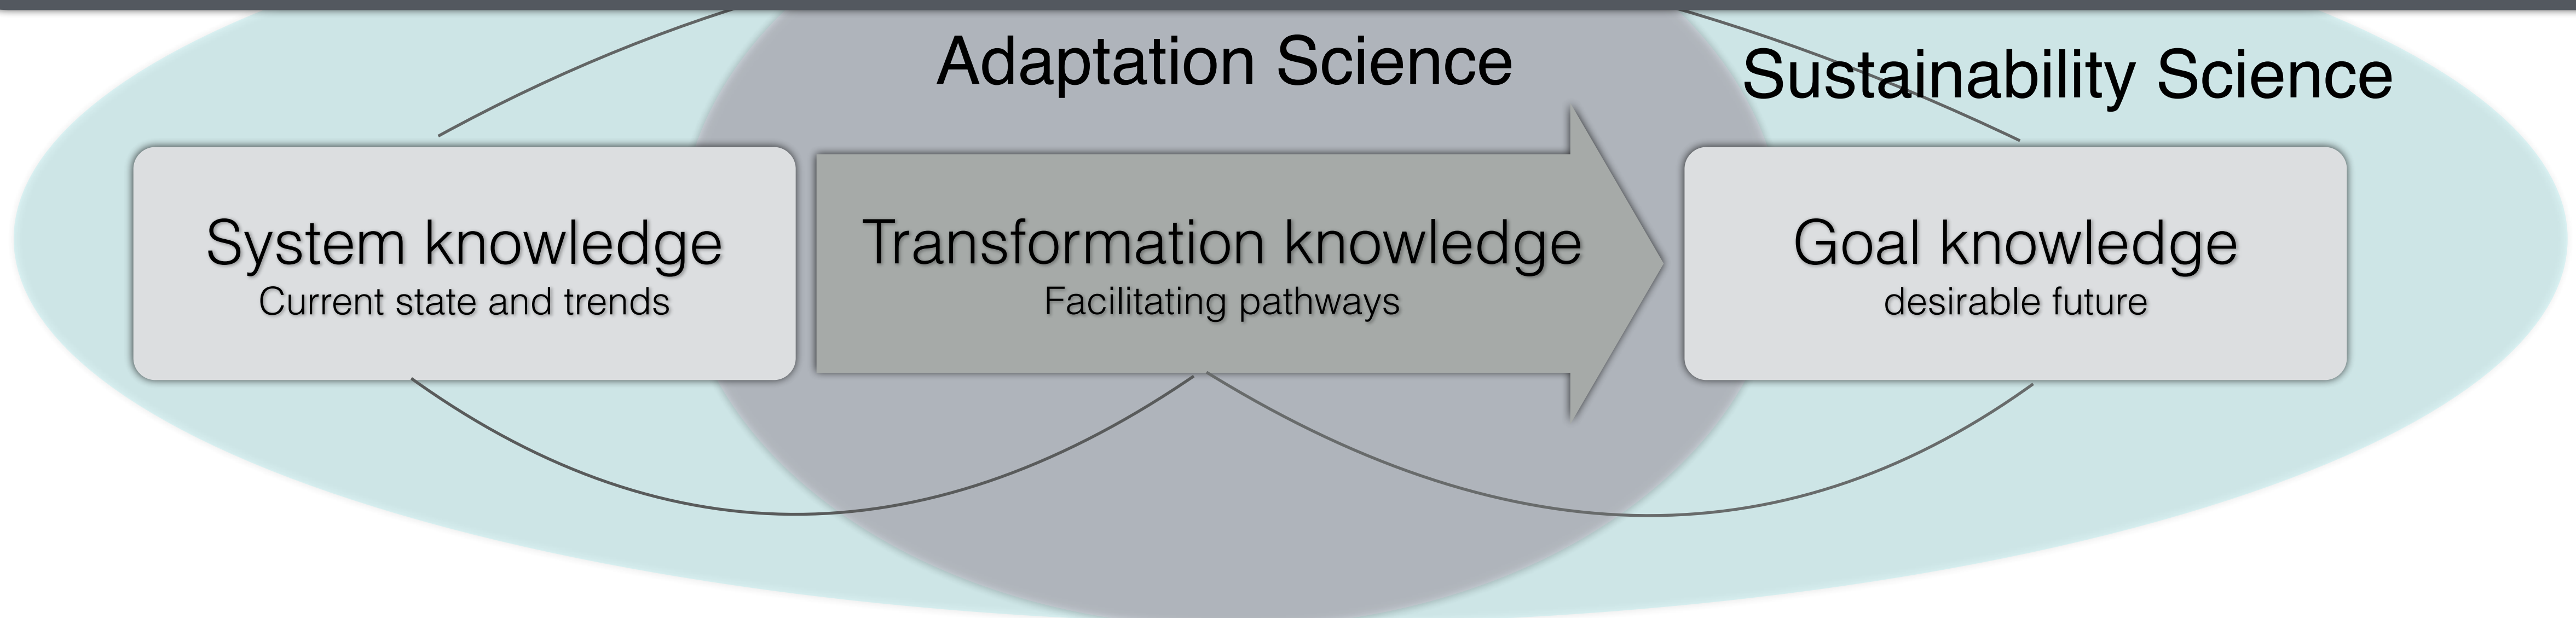 Adaptation Science
Sustainability Science
System knowledge
Current state and trends
Transformation knowledge
Facilitating pathways
Goal knowledge
desirable future